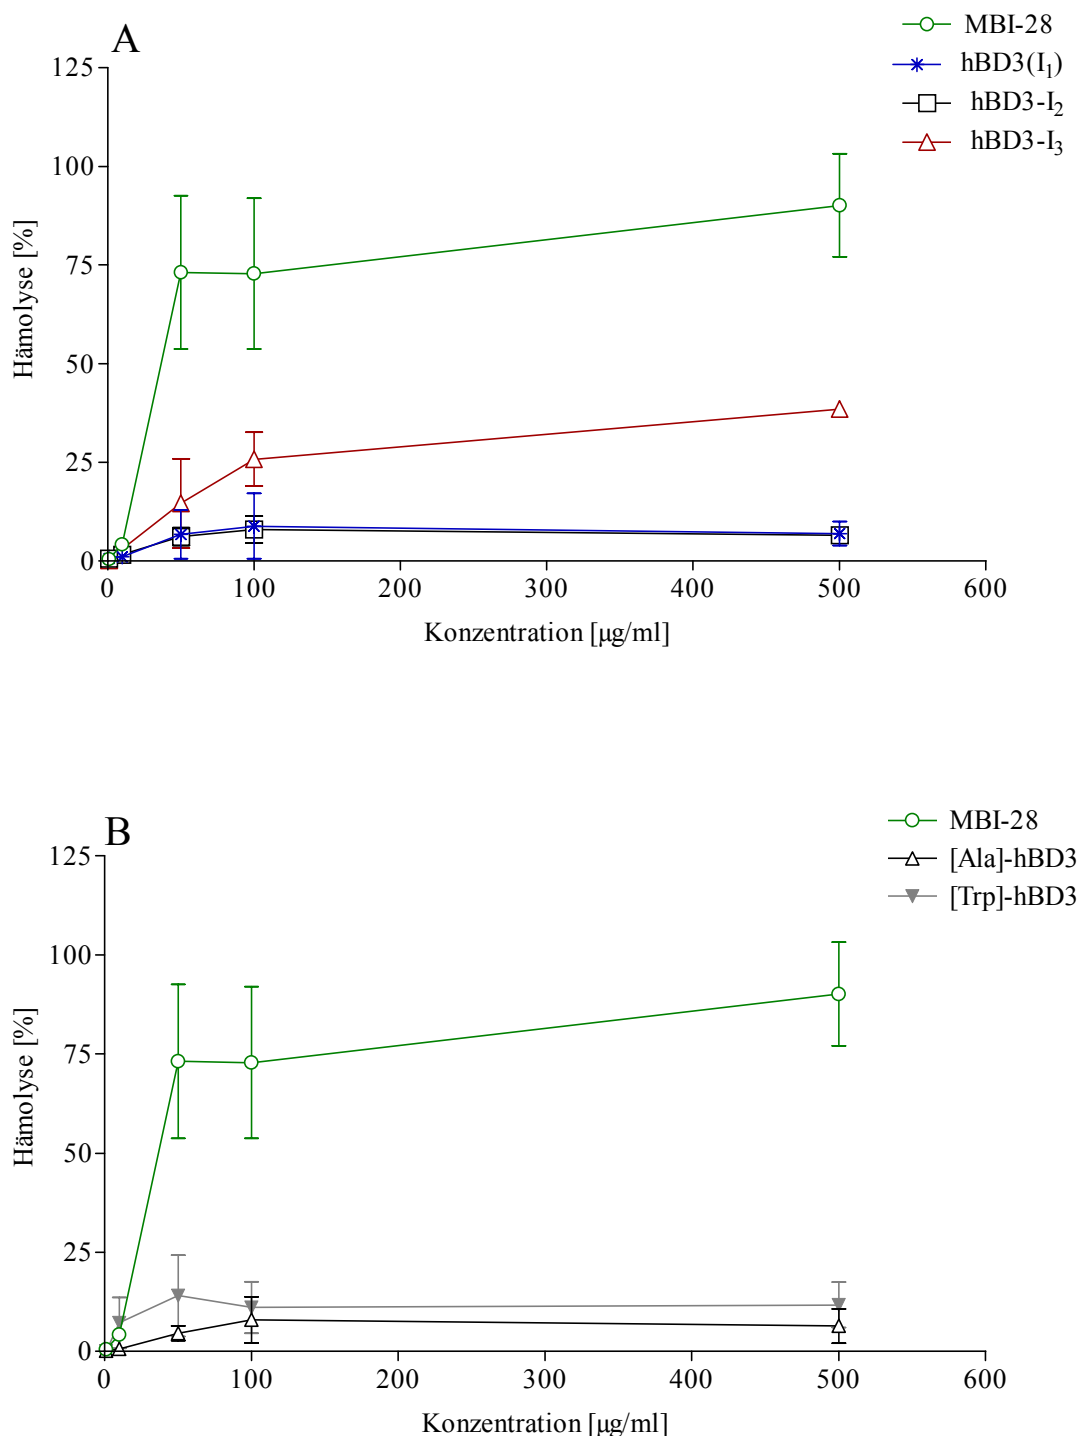 A
MBI-28
hBD3(I₁)
hBD3-I₂
hBD3-I₃
125
100
75
50
25
0
Hämolyse [%]
0 100 200 300 400 500 600
Konzentration [µg/ml]
B
MBI-28
[Ala]-hBD3
[Trp]-hBD3
125
100
75
50
25
0
Hämolyse [%]
0 100 200 300 400 500 600
Konzentration [µg/ml]